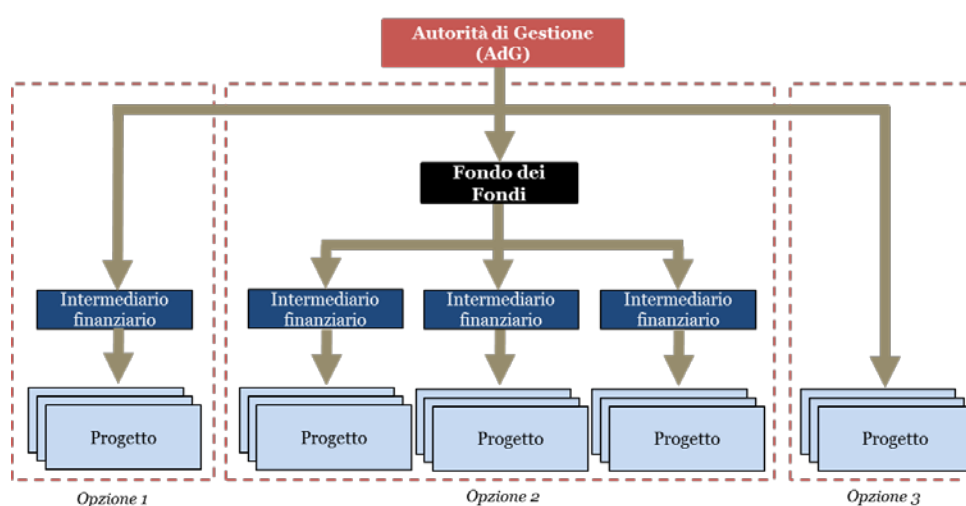 Autorità di Gestione
(AdG)
Fondo dei
Fondi
Intermediario
finanziario
Intermediario
finanziario
Intermediario
finanziario
Intermediario
finanziario
Progetto
Progetto
Progetto
Progetto
Progetto
Opzione 1
Opzione 2
Opzione 3